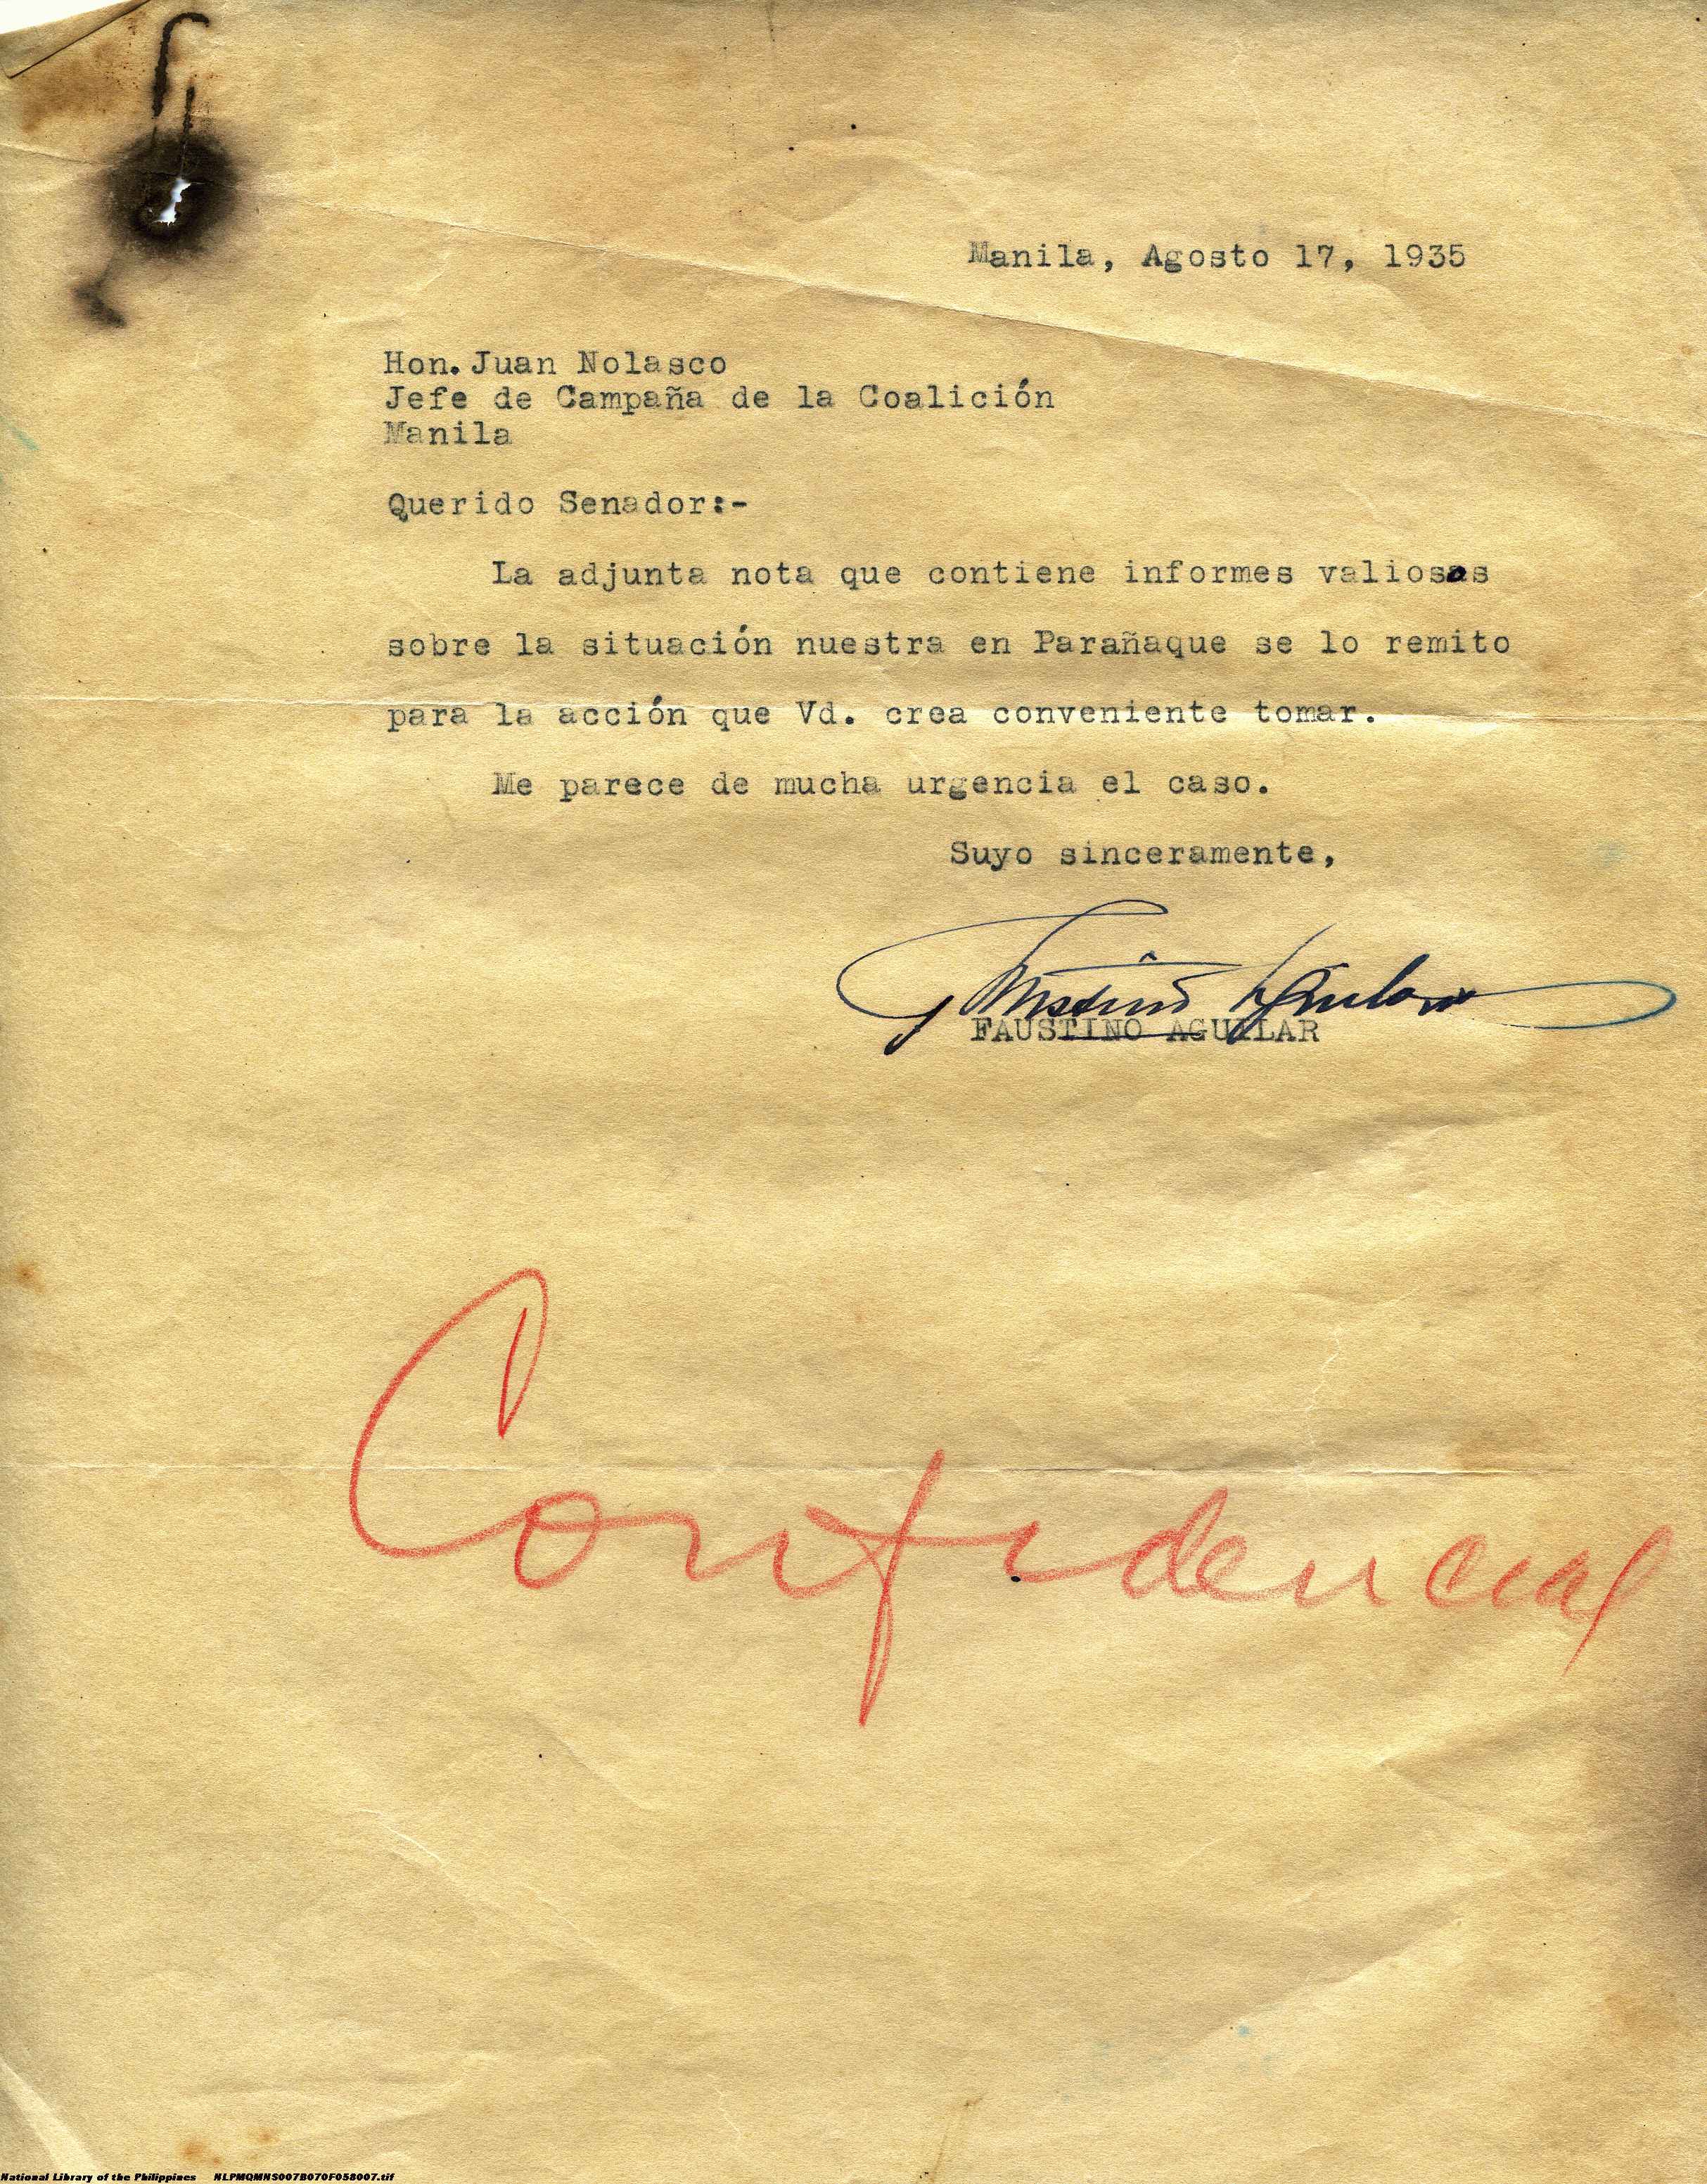 Manila, Agosto 17, 1935
Hon. Juan Nolasco
Jefe de Campaña de la Coalición
Manila
Querido Senador:-
La adjunta nota que contiene informes valiosos
sobre la situación nuestra en Parañaque se lo remito
para la acción que Vd. crea conveniente tomar.
Me parece de mucha urgencia el caso.
Suyo sinceramente,
Faustino Aguilar
FAUSTINO AGUILAR
Confidencial
National Library of the Philippines NLPMQMNS007B070F058007.tif